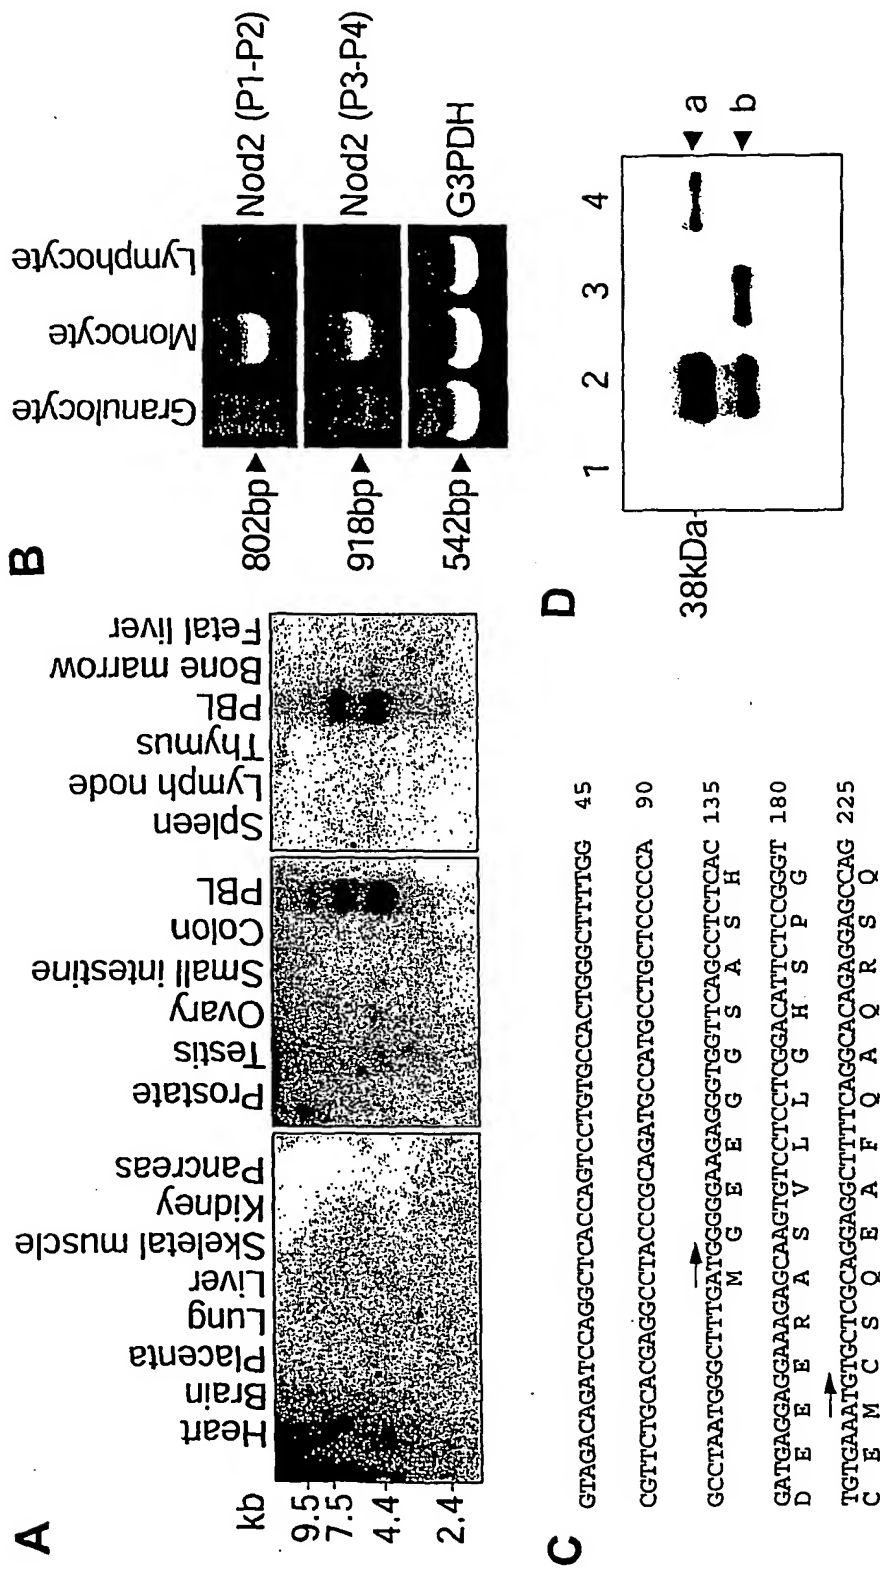 A
kb
9.5
7.5
4.4
2.4
Heart
Brain
Placenta
Lung
Liver
Skeletal muscle
Kidney
Pancreas
Prostate
Testis
Ovary
Small intestine
Colon
PBL
Spleen
Lymph node
Thymus
PBL
Bone marrow
Fetal liver
B
Granulocyte
Monocyte
Lymphocyte
802bp
Nod2 (P1-P2)
918bp
Nod2 (P3-P4)
542bp
G3PDH
C
GTAGACAGATCCAGGCTCACCAGTCCTGTGCCACTGGGCTTTTGG 45
CGTTCTGCACGAGGCCTACCCGCAGATGCCATGCCTGCTCCCCCA 90
GCCTAATGGGCTTTGATGGGGGAAGAGGGTGGTTCAGCCTCTCAC 135
M G E E G G S A S H
GATGAGGAGGAAAGAGCAAGTGTCCTCCTCGGACATTCTCCGGGT 180
D E E E R A S V L L G H S P G
TGTGAAATGTGCTCGCAGGAGGCTTTTCAGGCACAGAGGAGCCAG 225
C E M C S Q E A F Q A Q R S Q
D
1 2 3 4
38kDa
a
b